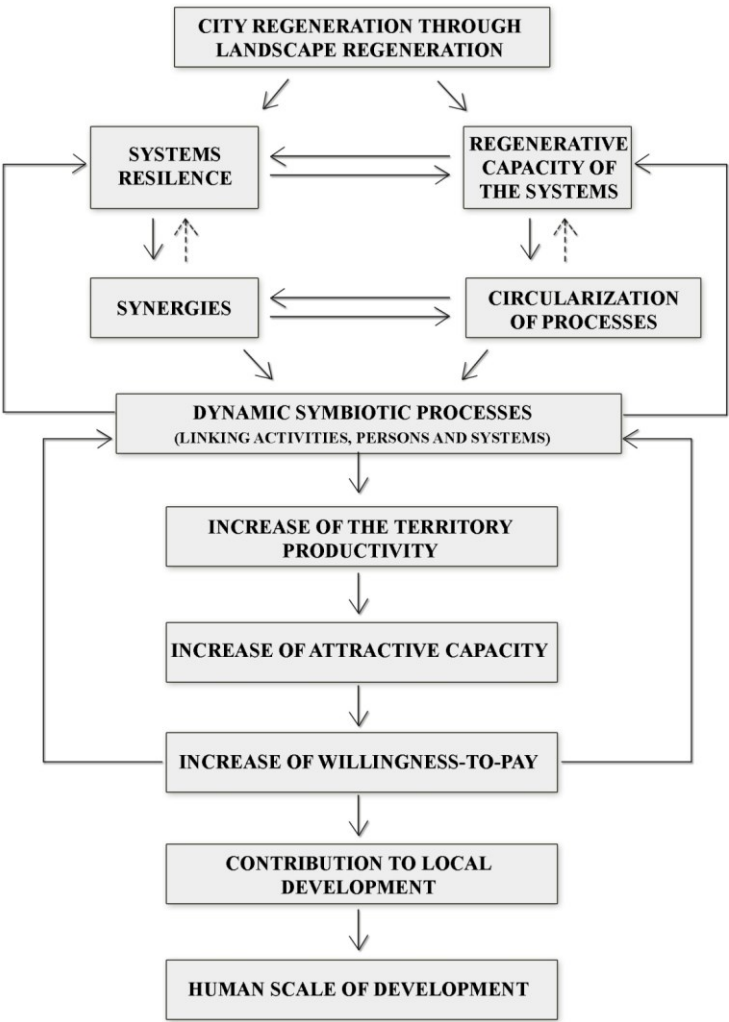 CITY REGENERATION THROUGH
LANDSCAPE REGENERATION
SYSTEMS
RESILENCE
REGENERATIVE
CAPACITY OF
THE SYSTEMS
SYNERGIES
CIRCULARIZATION
OF PROCESSES
DYNAMIC SYMBIOTIC PROCESSES
(LINKING ACTIVITIES, PERSONS AND SYSTEMS)
INCREASE OF THE TERRITORY
PRODUCTIVITY
INCREASE OF ATTRACTIVE CAPACITY
INCREASE OF WILLINGNESS-TO-PAY
CONTRIBUTION TO LOCAL
DEVELOPMENT
HUMAN SCALE OF DEVELOPMENT